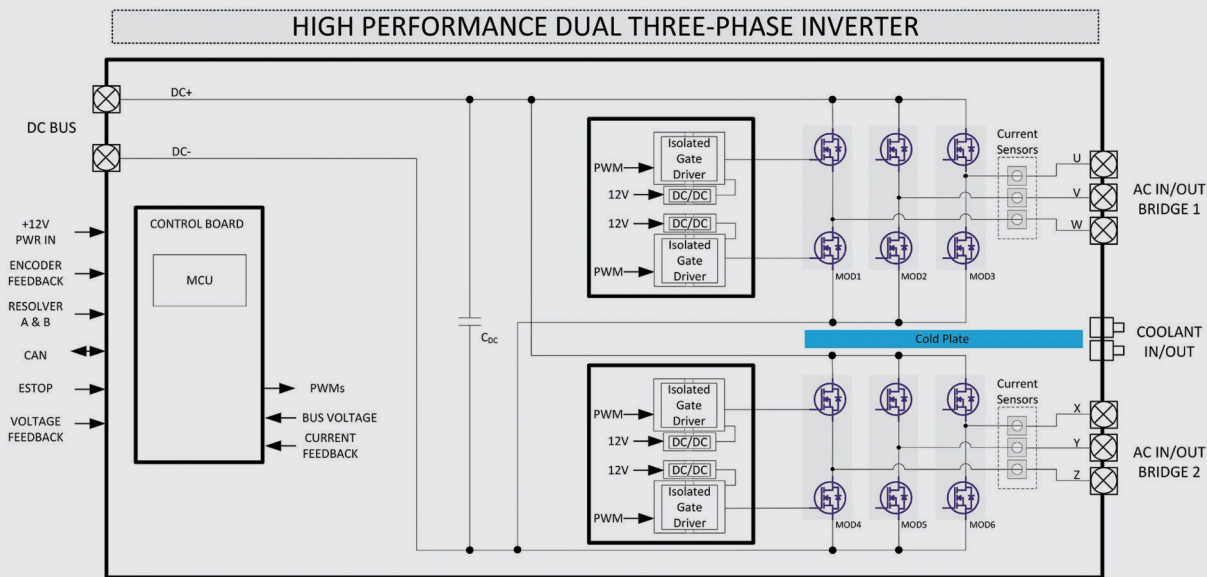 HIGH PERFORMANCE DUAL THREE-PHASE INVERTER
DC BUS
DC+
DC-
+12V
PWR IN
ENCODER
FEEDBACK
RESOLVER
A & B
CAN
ESTOP
VOLTAGE
FEEDBACK
CONTROL BOARD
MCU
PWMs
BUS VOLTAGE
CURRENT
FEEDBACK
CDC
PWM
Isolated
Gate
Driver
12V
DC/DC
12V
DC/DC
PWM
Isolated
Gate
Driver
MOD1
MOD2
MOD3
Current
Sensors
U
V
W
AC IN/OUT
BRIDGE 1
Cold Plate
COOLANT
IN/OUT
PWM
Isolated
Gate
Driver
12V
DC/DC
12V
DC/DC
PWM
Isolated
Gate
Driver
MOD4
MOD5
MOD6
Current
Sensors
X
Y
Z
AC IN/OUT
BRIDGE 2